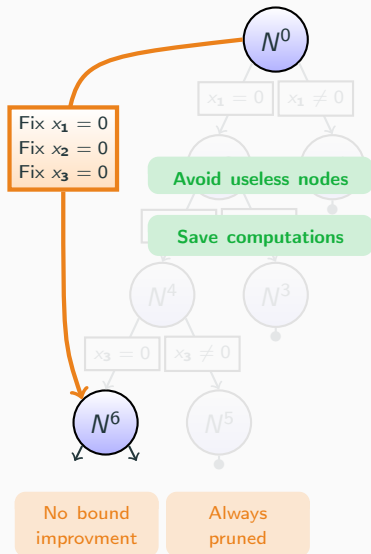 N⁰
x₁ = 0
x₁ ≠ 0
Fix x₁ = 0
Fix x₂ = 0
Fix x₃ = 0
Avoid useless nodes
Save computations
N⁴
N³
x₃ = 0
x₃ ≠ 0
N⁶
N⁵
No bound
improvment
Always
pruned